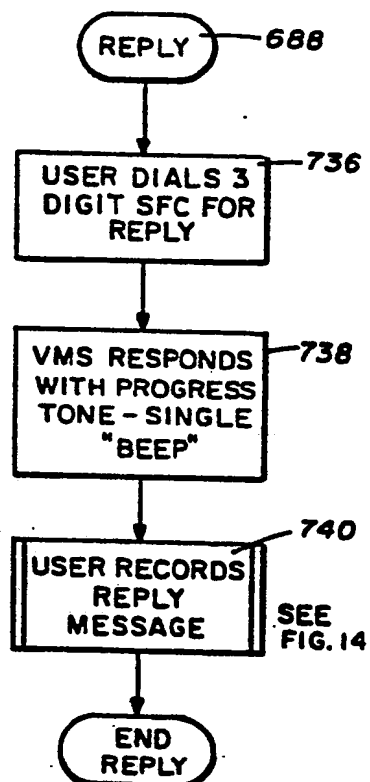 REPLY
688
736
USER DIALS 3
DIGIT SFC FOR
REPLY
738
VMS RESPONDS
WITH PROGRESS
TONE - SINGLE
"BEEP"
740
USER RECORDS
REPLY
MESSAGE
SEE
FIG. 14
END
REPLY